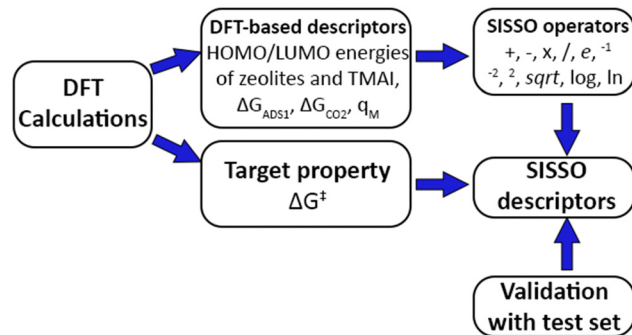 DFT
Calculations
DFT-based descriptors
HOMO/LUMO energies
of zeolites and TMAI,
ΔG_ADS1, ΔG_CO2, q_M
Target property
ΔG‡
SISSO operators
+, -, x, /, e, ⁻¹
⁻², ², sqrt, log, ln
SISSO
descriptors
Validation
with test set